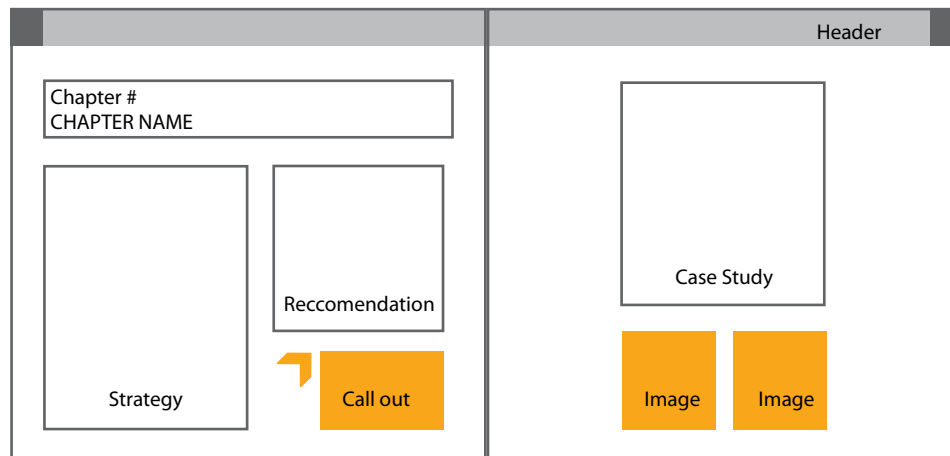 Header
Chapter #
CHAPTER NAME
Strategy
Reccomendation
Call out
Case Study
Image
Image